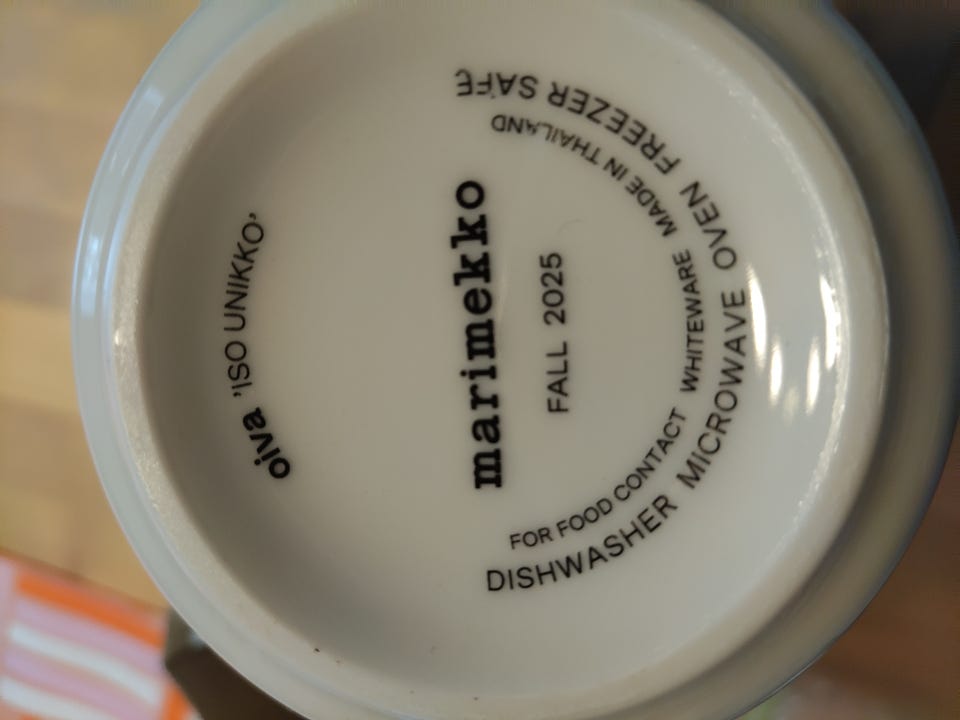 oiva 'ISO UNIKKO'
marimekko
FALL 2025
FOR FOOD CONTACT WHITEWARE MADE IN THAILAND
DISHWASHER MICROWAVE OVEN FREEZER SAFE